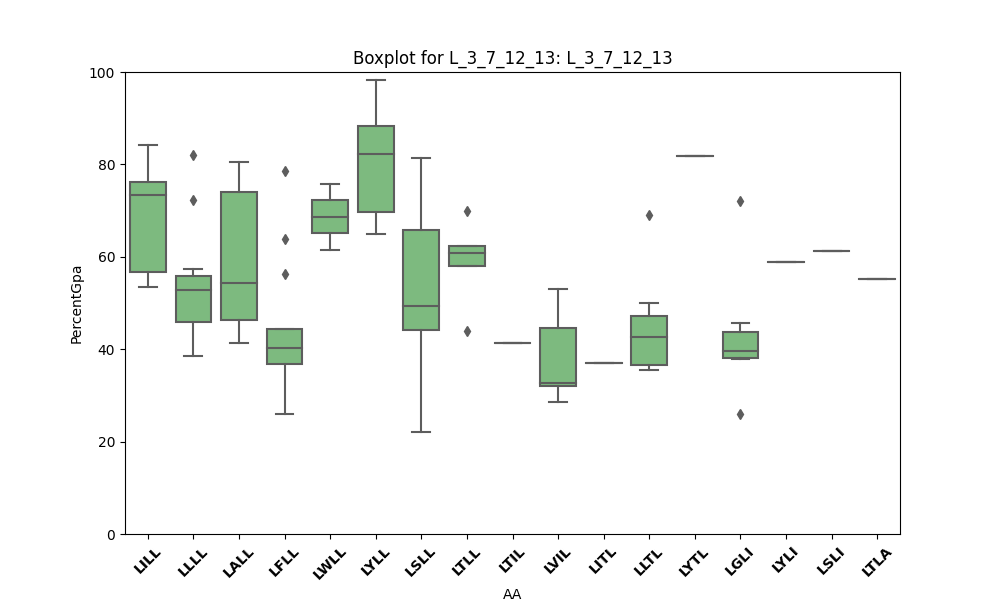 Boxplot for L_3_7_12_13: L_3_7_12_13
100
80
60
40
20
0
PercentGpa
LILL LLLL LALL LFLL LWLL LYLL LSLL LTLL LTIL LVIL LITL LLTL LYTL LGLI LYLI LSLI LTLA
AA